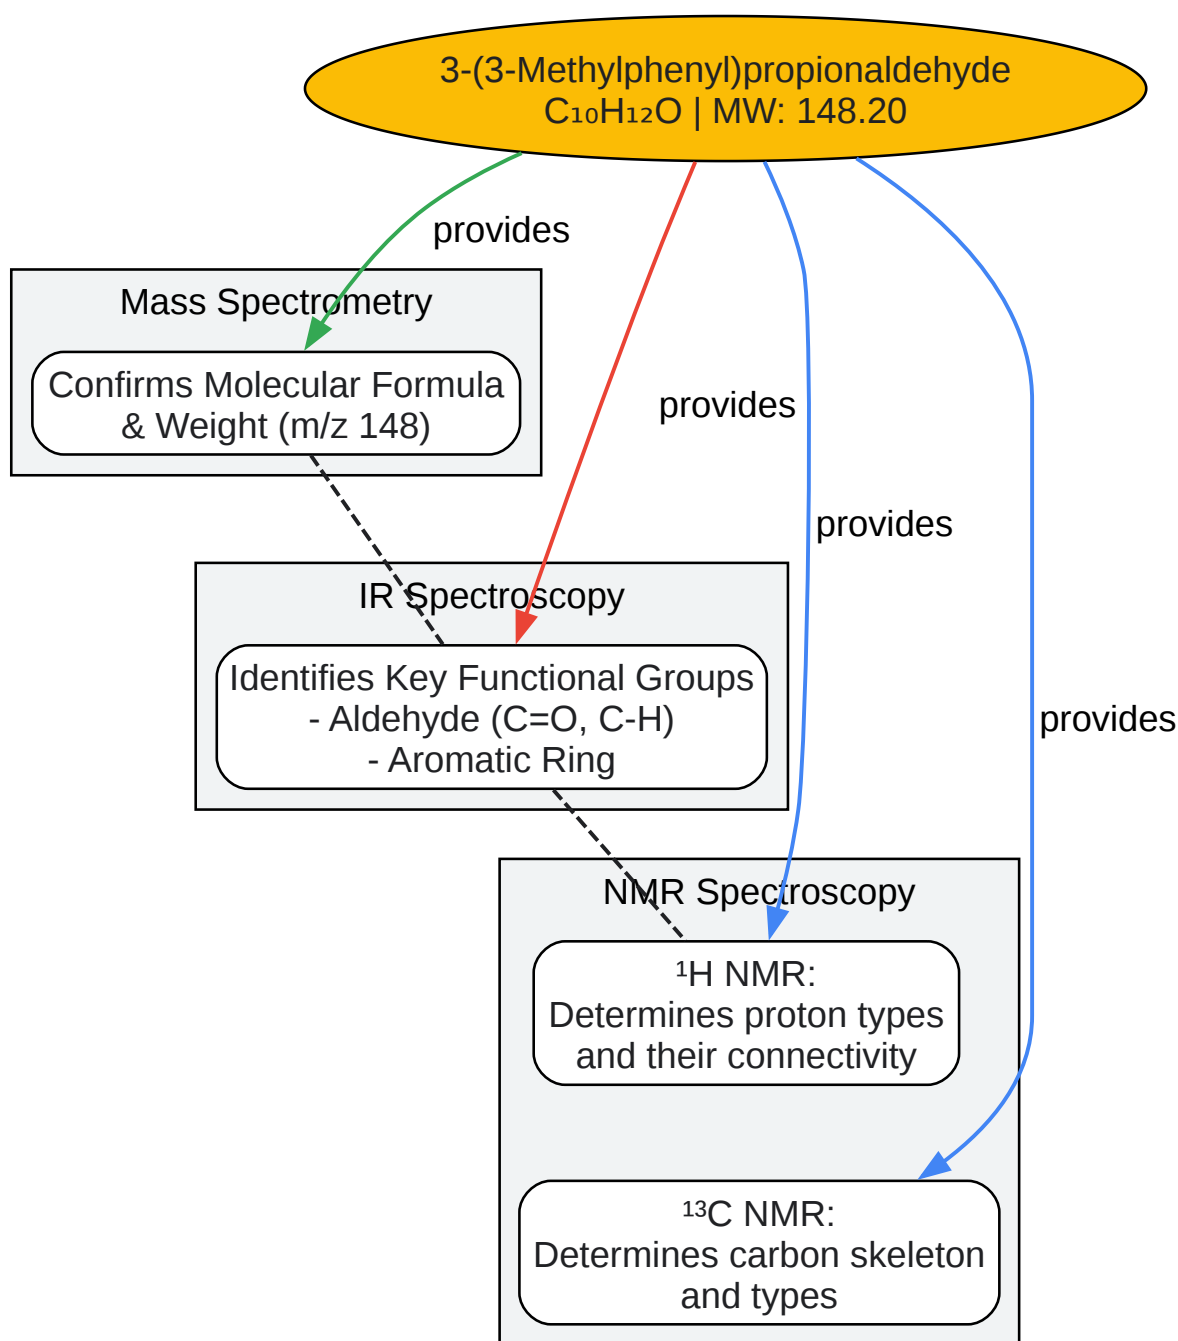 3-(3-Methylphenyl)propionaldehyde
C₁₀H₁₂O | MW: 148.20
provides
Mass Spectrometry
Confirms Molecular Formula
& Weight (m/z 148)
provides
provides
IR Spectroscopy
Identifies Key Functional Groups
- Aldehyde (C=O, C-H)
- Aromatic Ring
provides
NMR Spectroscopy
¹H NMR:
Determines proton types
and their connectivity
¹³C NMR:
Determines carbon skeleton
and types